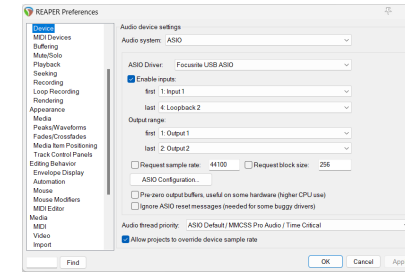 REAPER Preferences
Device
MIDI Devices
Buffering
Mute/Solo
Playback
Seeking
Recording
Loop Recording
Rendering
Appearance
Media
Peaks/Waveforms
Fades/Crossfades
Media Item Positioning
Track Control Panels
Editing Behavior
Envelope Display
Automation
Mouse
Mouse Modifiers
MIDI Editor
Media
MIDI
Video
Import
Find
Audio device settings
Audio system: ASIO
ASIO Driver: Focusrite USB ASIO
Enable inputs:
first 1: Input 1
last 4: Loopback 2
Output range:
first 1: Output 1
last 2: Output 2
Request sample rate: 44100 Request block size: 256
ASIO Configuration...
Pre-zero output buffers, useful on some hardware (higher CPU use)
Ignore ASIO reset messages (needed for some buggy drivers)
Audio thread priority: ASIO Default / MMCSS Pro Audio / Time Critical
Allow projects to override device sample rate
OK Cancel App